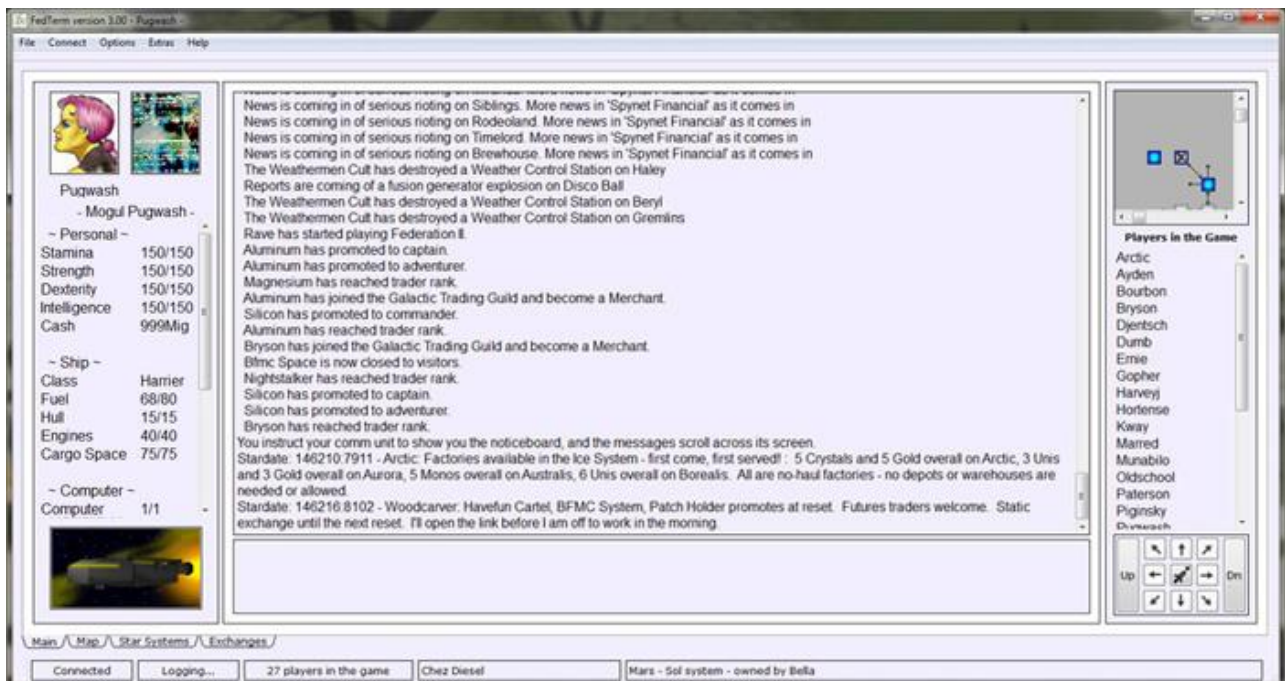 FedTerm version 3.00 - Pugwash -
File Connect Options Extras Help
Pugwash
- Mogul Pugwash -
~ Personal ~
Stamina 150/150
Strength 150/150
Dexterity 150/150
Intelligence 150/150
Cash 999Mig
~ Ship ~
Class Harrier
Fuel 68/80
Hull 15/15
Engines 40/40
Cargo Space 75/75
~ Computer ~
Computer 1/1
News is coming in of serious rioting on Siblings. More news in 'Spynet Financial' as it comes in
News is coming in of serious rioting on Rodeoland. More news in 'Spynet Financial' as it comes in
News is coming in of serious rioting on Timelord. More news in 'Spynet Financial' as it comes in
News is coming in of serious rioting on Brewhouse. More news in 'Spynet Financial' as it comes in
The Weathermen Cult has destroyed a Weather Control Station on Haley
Reports are coming of a fusion generator explosion on Disco Ball
The Weathermen Cult has destroyed a Weather Control Station on Beryl
The Weathermen Cult has destroyed a Weather Control Station on Gremlins
Rave has started playing Federation II.
Aluminum has promoted to captain.
Aluminum has promoted to adventurer.
Magnesium has reached trader rank.
Aluminum has joined the Galactic Trading Guild and become a Merchant.
Silicon has promoted to commander.
Aluminum has reached trader rank.
Bryson has joined the Galactic Trading Guild and become a Merchant.
Bfmc Space is now closed to visitors.
Nightstalker has reached trader rank.
Silicon has promoted to captain.
Silicon has promoted to adventurer.
Bryson has reached trader rank.
You instruct your comm unit to show you the noticeboard, and the messages scroll across its screen.
Stardate: 146210:7911 - Arctic: Factories available in the Ice System - first come, first served! : 5 Crystals and 5 Gold overall on Arctic, 3 Unis
and 3 Gold overall on Aurora, 5 Monos overall on Australis, 6 Unis overall on Borealis. All are no-haul factories - no depots or warehouses are
needed or allowed.
Stardate: 146216:8102 - Woodcarver: Havefun Cartel, BFMC System, Patch Holder promotes at reset. Futures traders welcome. Static
exchange until the next reset. I'll open the link before I am off to work in the morning.
Players in the Game
Arctic
Ayden
Bourbon
Bryson
Djentsch
Dumb
Ernie
Gopher
Harveyj
Hortense
Kway
Marred
Munabilo
Oldschool
Paterson
Piginsky
Pugwash
Up Dn
Main Map Star Systems Exchanges
Connected Logging... 27 players in the game Chez Diesel Mars - Sol system - owned by Bella